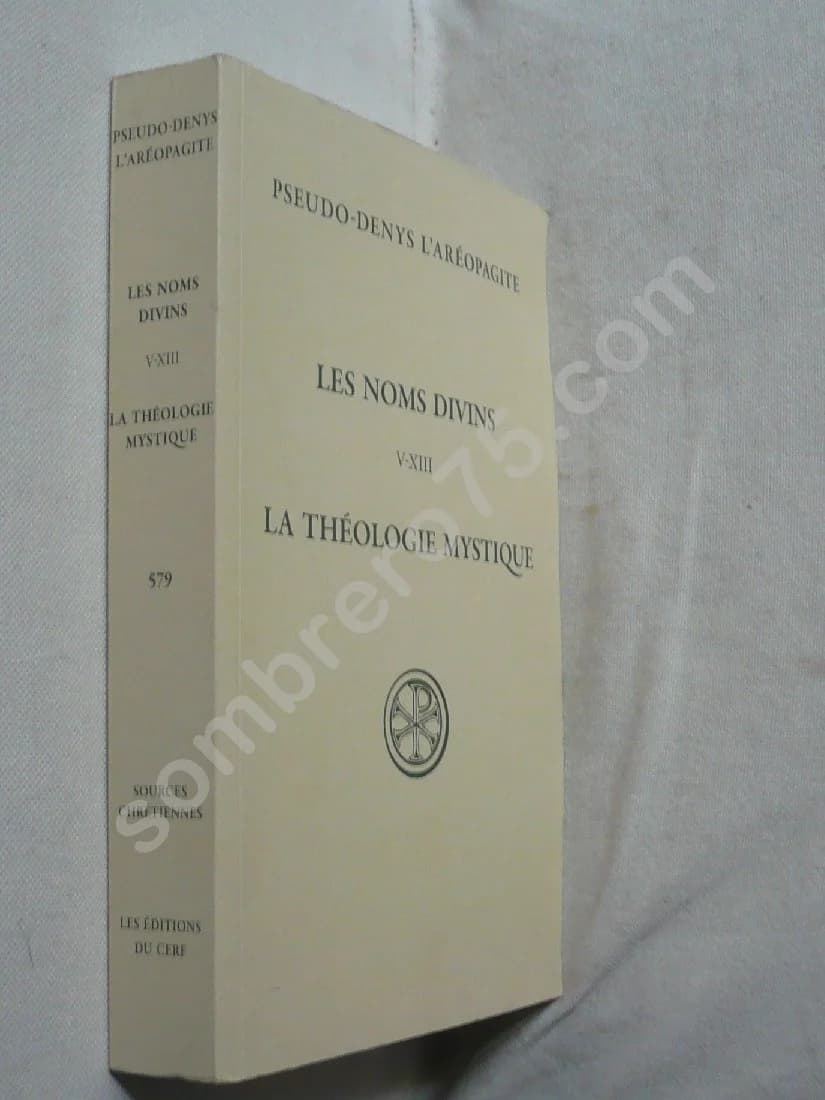 PSEUDO-DENYS
L'ARÉOPAGITE
LES NOMS
DIVINS
V-XIII
LA THÉOLOGIE
MYSTIQUE
579
SOURCES
CHRÉTIENNES
LES ÉDITIONS
DU CERF
PSEUDO-DENYS L'ARÉOPAGITE
LES NOMS DIVINS
V-XIII
LA THÉOLOGIE MYSTIQUE
sombrero75.com